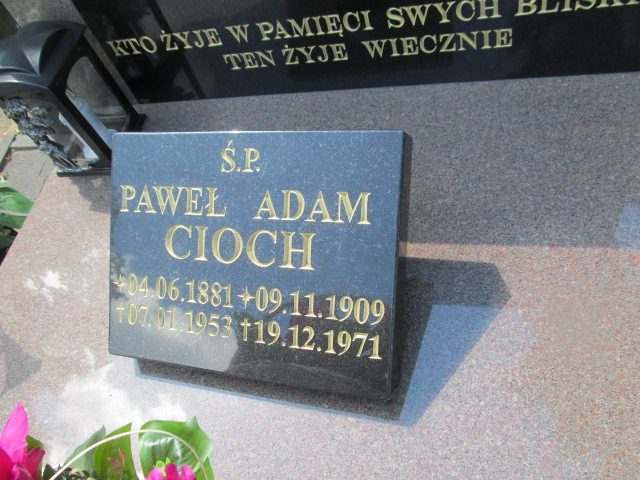 KTO ŻYJE W PAMIĘCI SWYCH
TEN ŻYJE WIECZNIE
Ś.P.
PAWEŁ ADAM
CIOCH
04.06.1881 09.11.1909
†07.01.1953 †19.12.1971